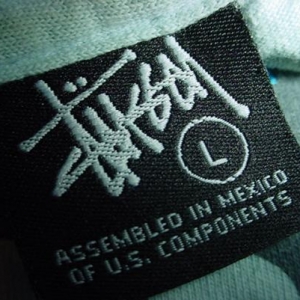 Stüssy
L
ASSEMBLED IN MEXICO
OF U.S. COMPONENTS